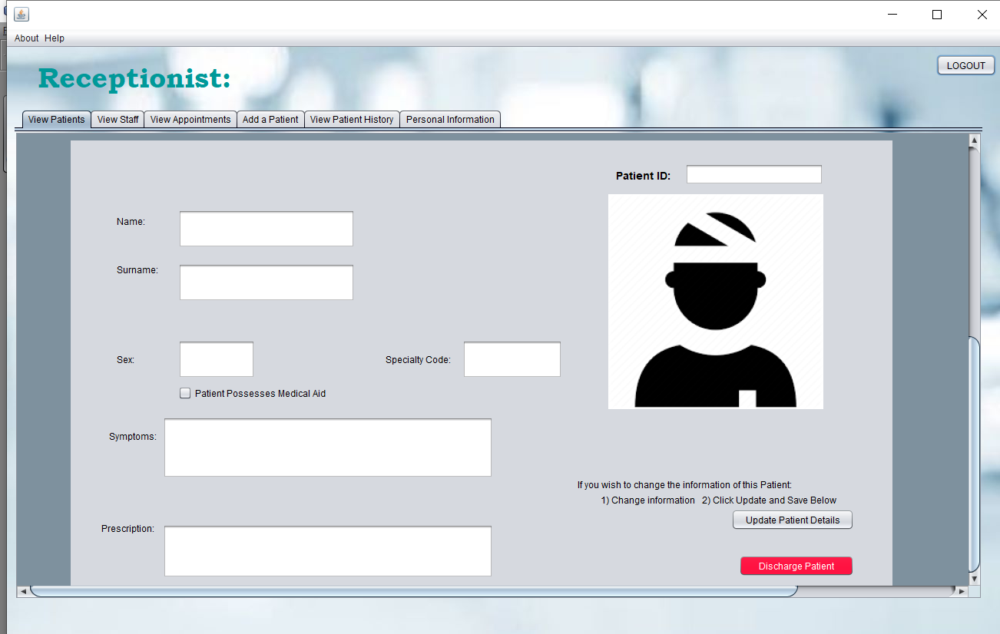 About Help
Receptionist:
LOGOUT
View Patients View Staff View Appointments Add a Patient View Patient History Personal Information
Patient ID:
Name:
Surname:
Sex:
Specialty Code:
Patient Possesses Medical Aid
Symptoms:
If you wish to change the information of this Patient:
1) Change information 2) Click Update and Save Below
Update Patient Details
Prescription:
Discharge Patient